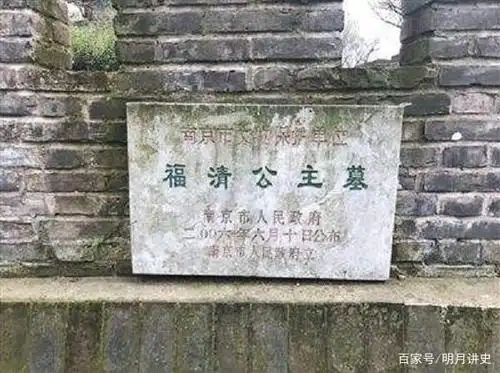 南京市文物保护单位
福清公主墓
南京市人民政府
二00六年六月十日公布
南京市人民政府立
百家号/明月讲史